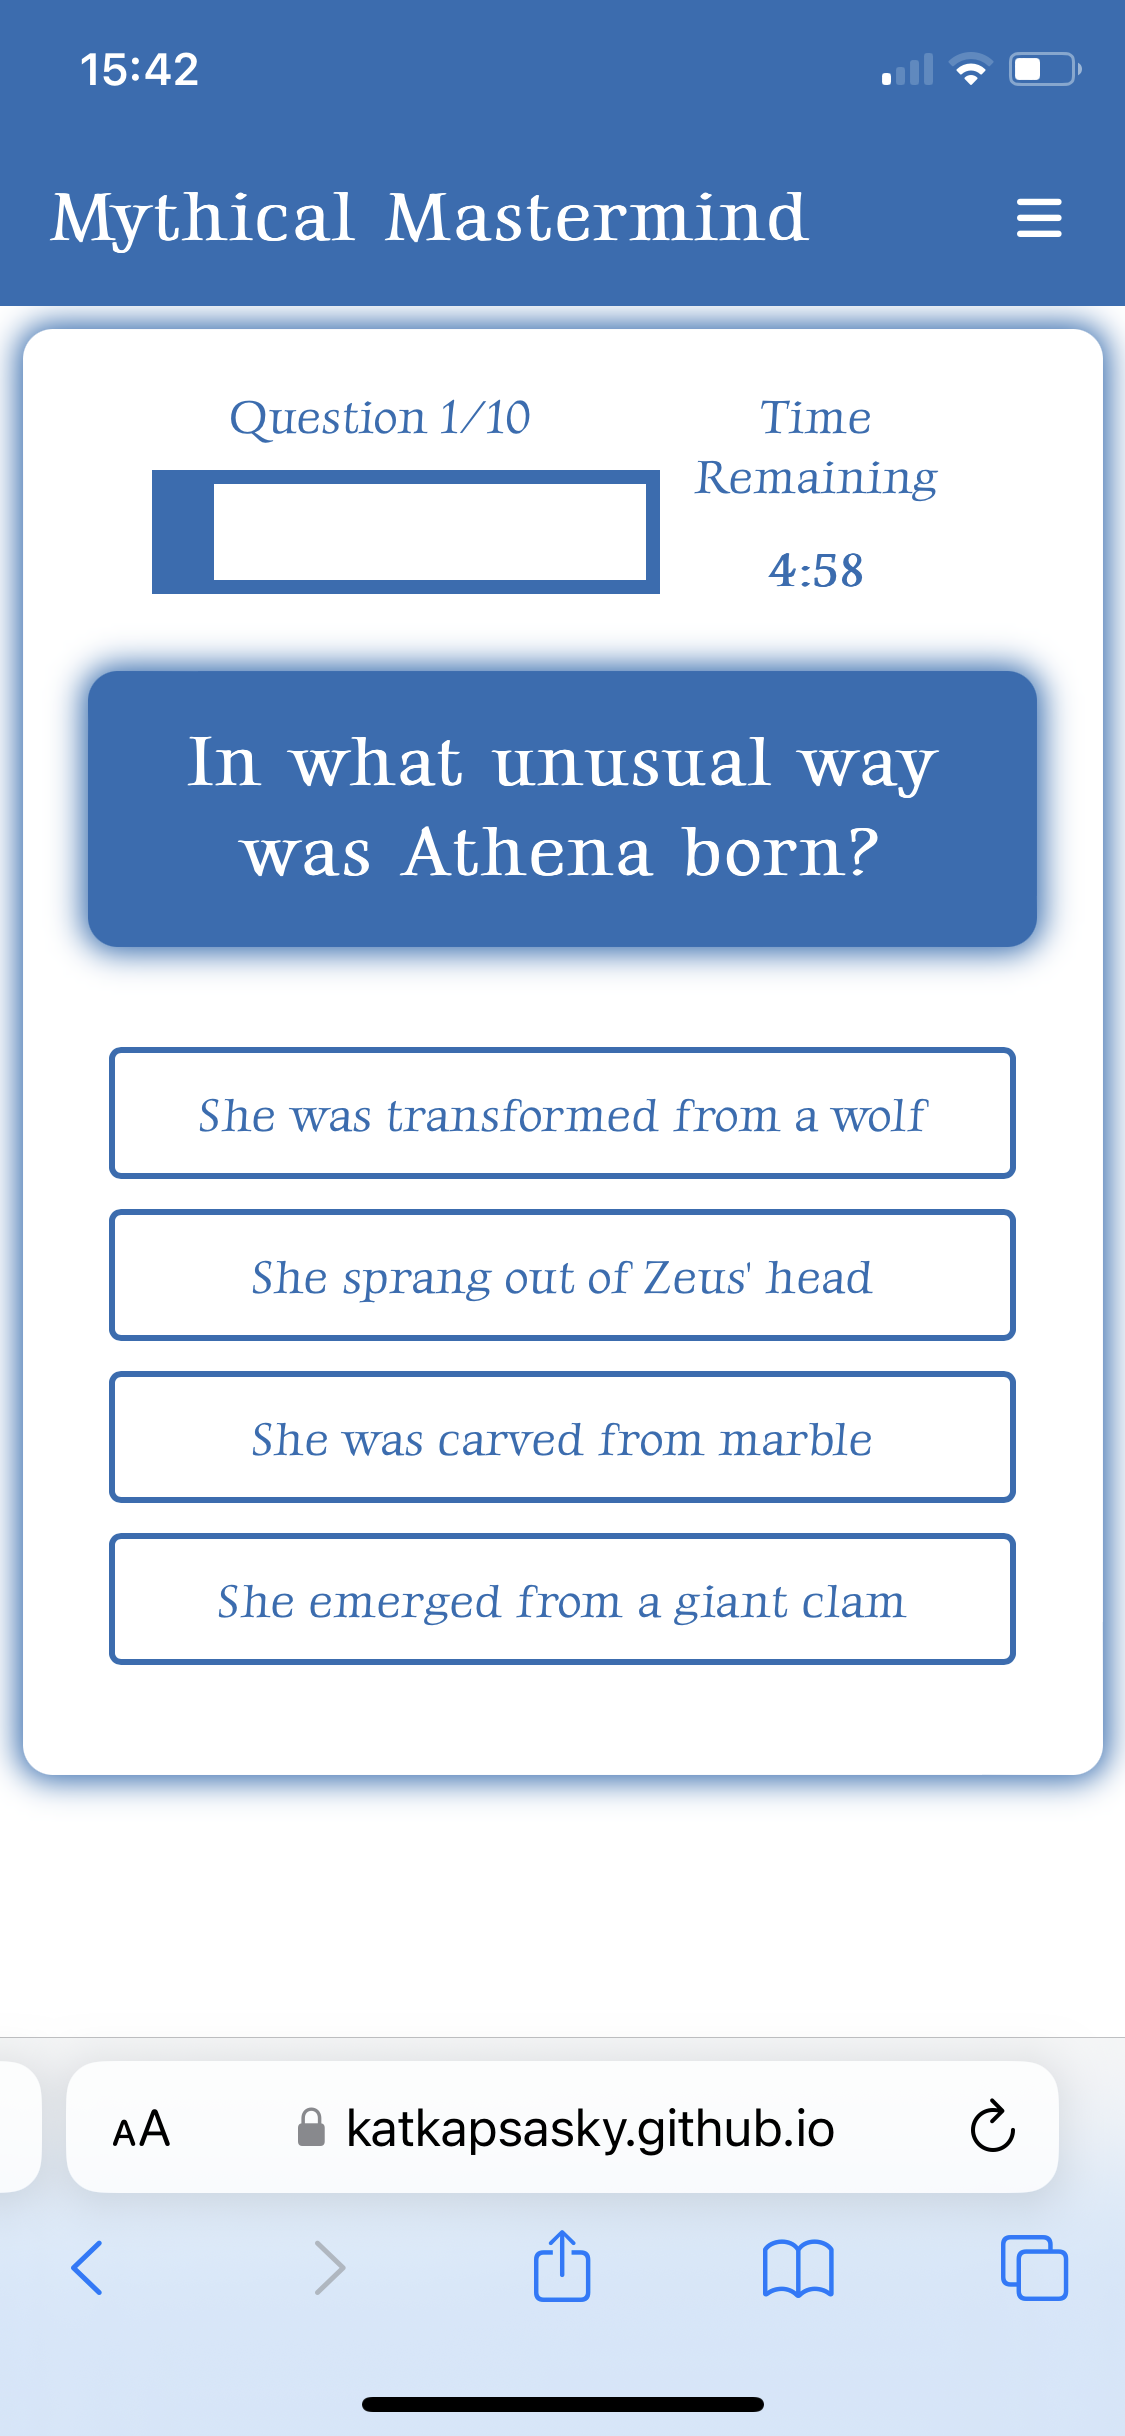 15:42
Mythical Mastermind
Question 1/10
Time
Remaining
4:58
In what unusual way
was Athena born?
She was transformed from a wolf
She sprang out of Zeus' head
She was carved from marble
She emerged from a giant clam
AA
katkapsasky.github.io